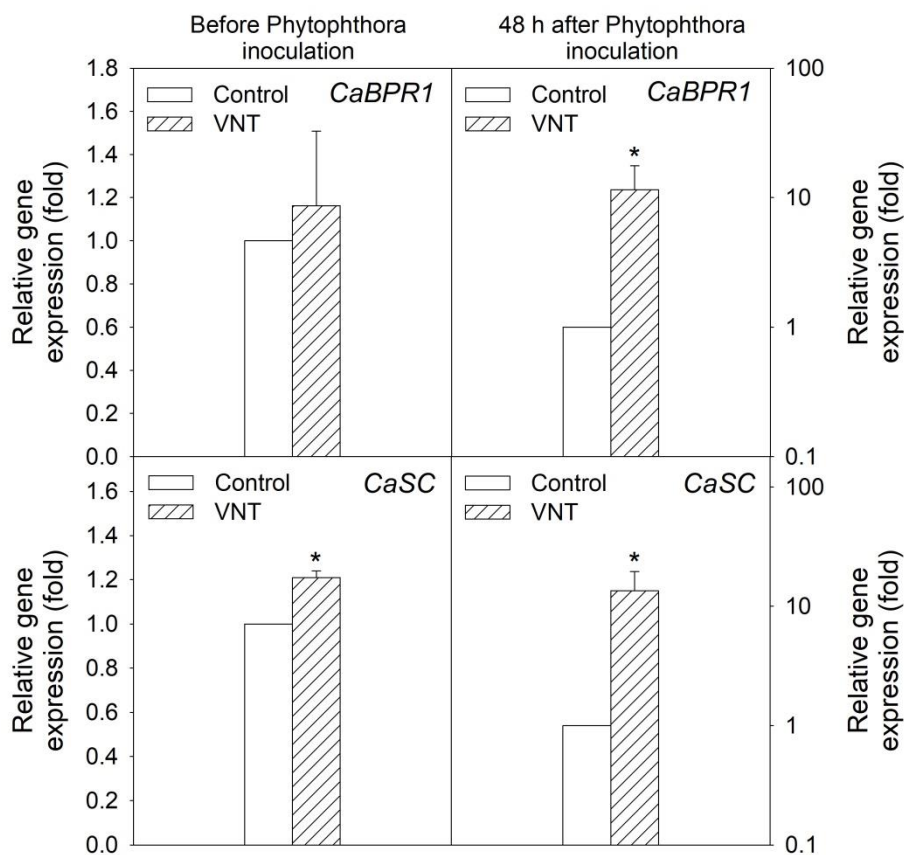 Before Phytophthora
inoculation
48 h after Phytophthora
inoculation
Relative gene
expression (fold)
1.8
1.6
1.4
1.2
1.0
0.8
0.6
0.4
0.2
0.0
Control
VNT
CaBPR1
Control
VNT
CaBPR1
*
100
10
1
0.1
Relative gene
expression (fold)
Relative gene
expression (fold)
1.6
1.4
1.2
1.0
0.8
0.6
0.4
0.2
0.0
Control
VNT
CaSC
*
Control
VNT
CaSC
*
100
10
1
0.1
Relative gene
expression (fold)